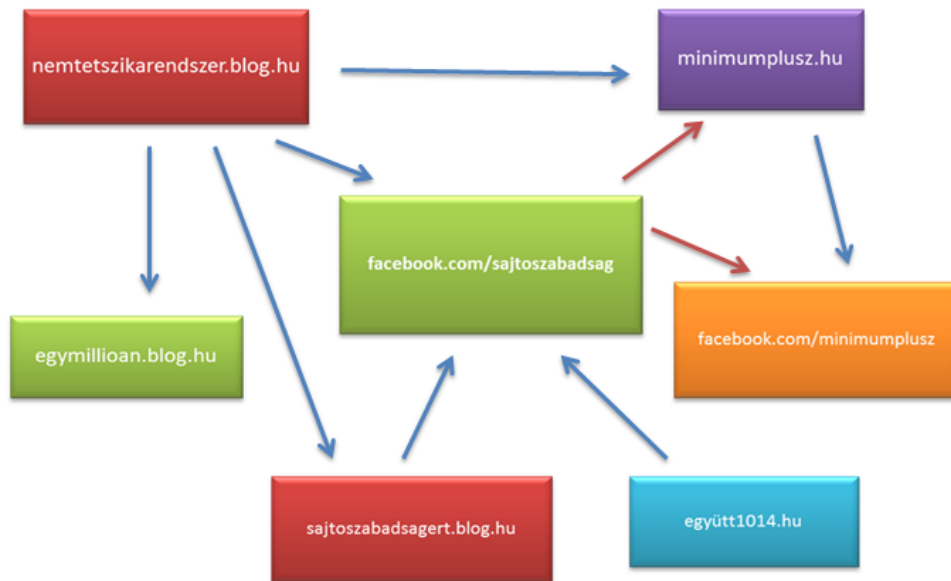 nemtetszikarendszer.blog.hu
minimumplusz.hu
facebook.com/sajtoszabadsag
facebook.com/minimumplusz
egymillioan.blog.hu
sajtoszabadsagert.blog.hu
együtt1014.hu